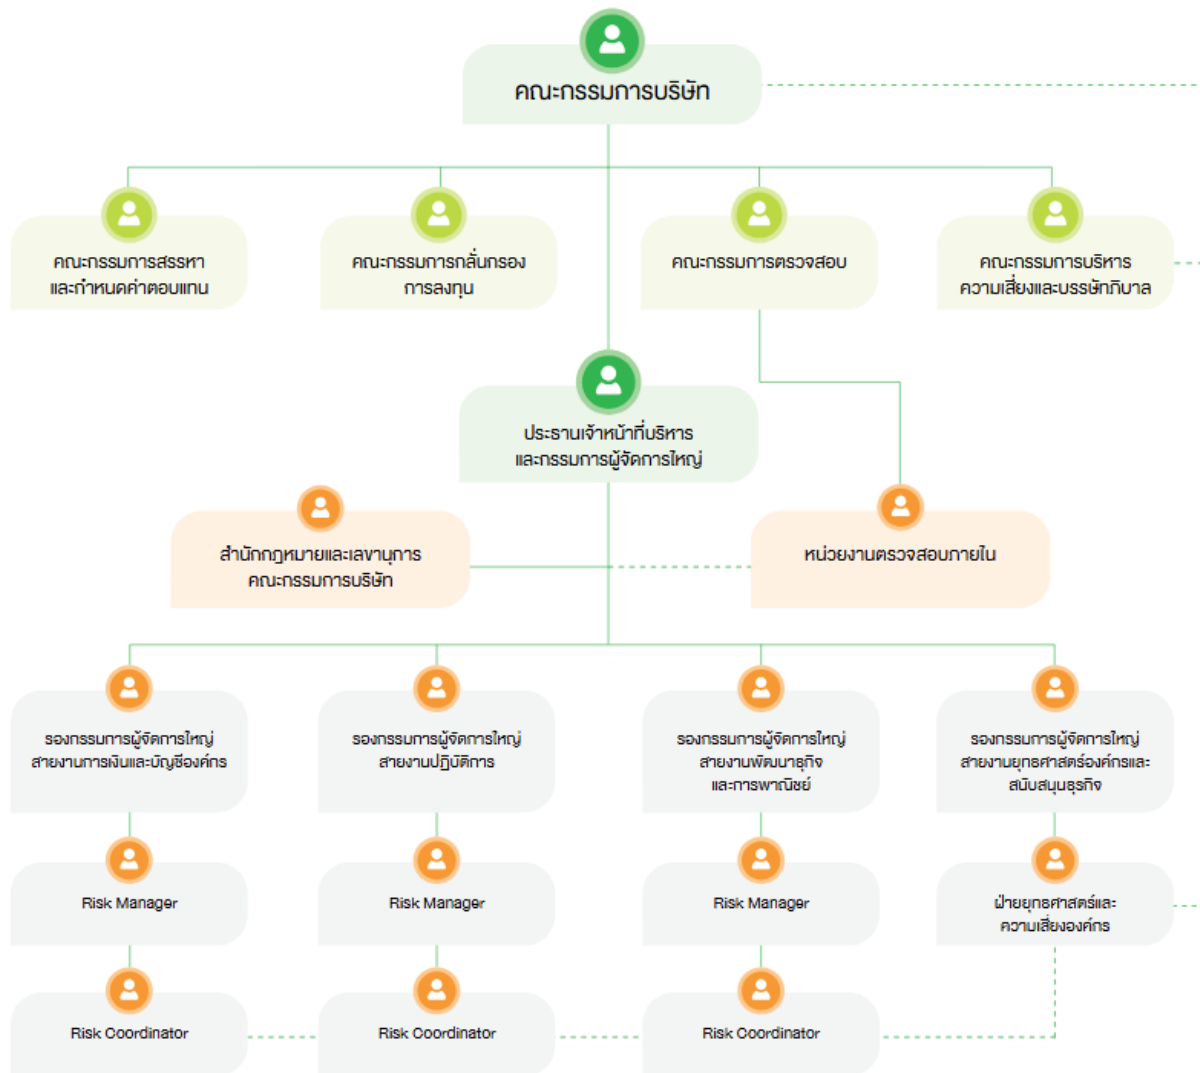 คณะกรรมการบริษัท
คณะกรรมการสรรหา
และกำหนดค่าตอบแทน
คณะกรรมการกลั่นกรอง
การลงทุน
คณะกรรมการตรวจสอบ
คณะกรรมการบริหาร
ความเสี่ยงและบรรษัทภิบาล
ประธานเจ้าหน้าที่บริหาร
และกรรมการผู้จัดการใหญ่
สำนักกฎหมายและเลขานุการ
คณะกรรมการบริษัท
หน่วยงานตรวจสอบภายใน
รองกรรมการผู้จัดการใหญ่
สายงานการเงินและบัญชีองค์กร
รองกรรมการผู้จัดการใหญ่
สายงานปฏิบัติการ
รองกรรมการผู้จัดการใหญ่
สายงานพัฒนาธุกิจ
และการพาณิชย์
รองกรรมการผู้จัดการใหญ่
สายงานยุทธศาสตร์องค์กรและ
สนับสนุนธุรกิจ
Risk Manager
Risk Manager
Risk Manager
ฝ่ายยุทธศาสตร์และ
ความเสี่ยงองค์กร
Risk Coordinator
Risk Coordinator
Risk Coordinator